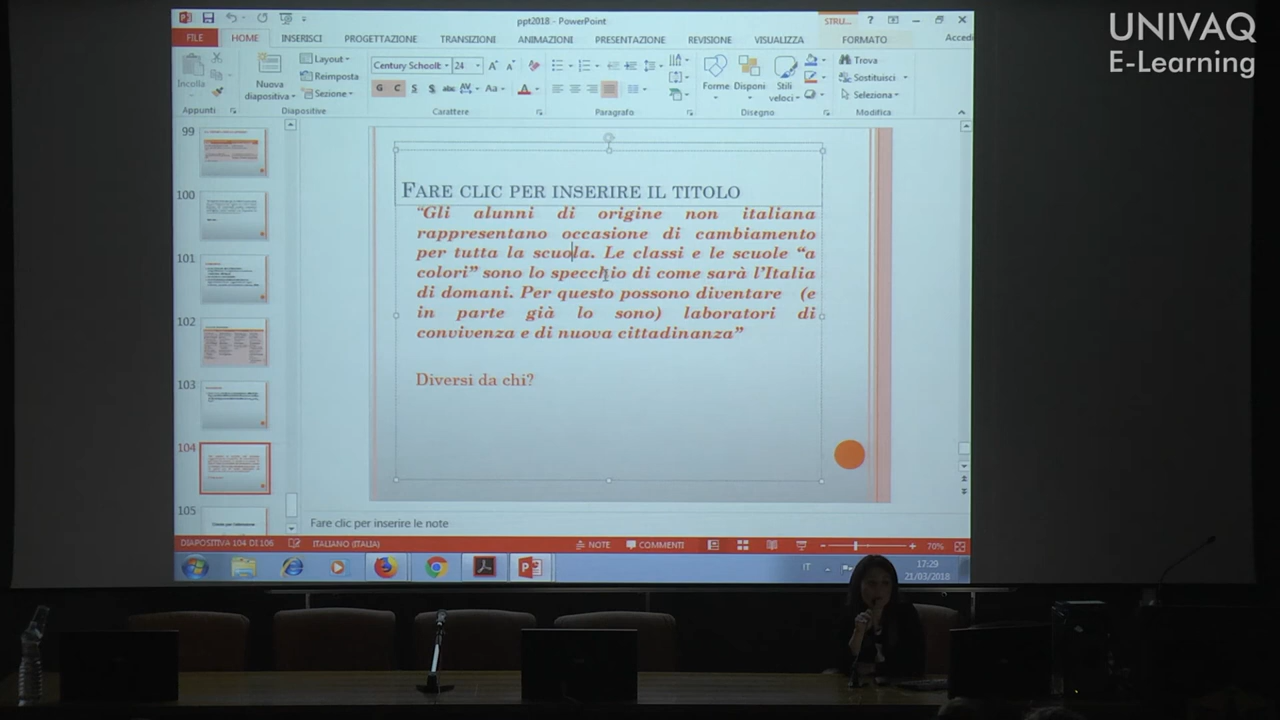 UNIVAQ
E-Learning
ppt2018 - PowerPoint
STRU...
?
FILE
HOME
INSERISCI
PROGETTAZIONE
TRANSIZIONI
ANIMAZIONI
PRESENTAZIONE
REVISIONE
VISUALIZZA
FORMATO
Accedi
Incolla
Nuova
diapositiva
Layout
Reimposta
Sezione
Century School
24
G C S S abc AV Aa A
Forme
Disponi
Stili
veloci
Trova
Sostituisci
Seleziona
Appunti
Diapositive
Carattere
Paragrafo
Disegno
Modifica
99
100
101
102
103
104
105
FARE CLIC PER INSERIRE IL TITOLO
“Gli alunni di origine non italiana
rappresentano occasione di cambiamento
per tutta la scuola. Le classi e le scuole “a
colori” sono lo specchio di come sarà l’Italia
di domani. Per questo possono diventare (e
in parte già lo sono) laboratori di
convivenza e di nuova cittadinanza”
Diversi da chi?
Fare clic per inserire le note
DIAPOSITIVA 104 DI 106
ITALIANO (ITALIA)
NOTE
COMMENTI
70%
IT
17:29
21/03/2018